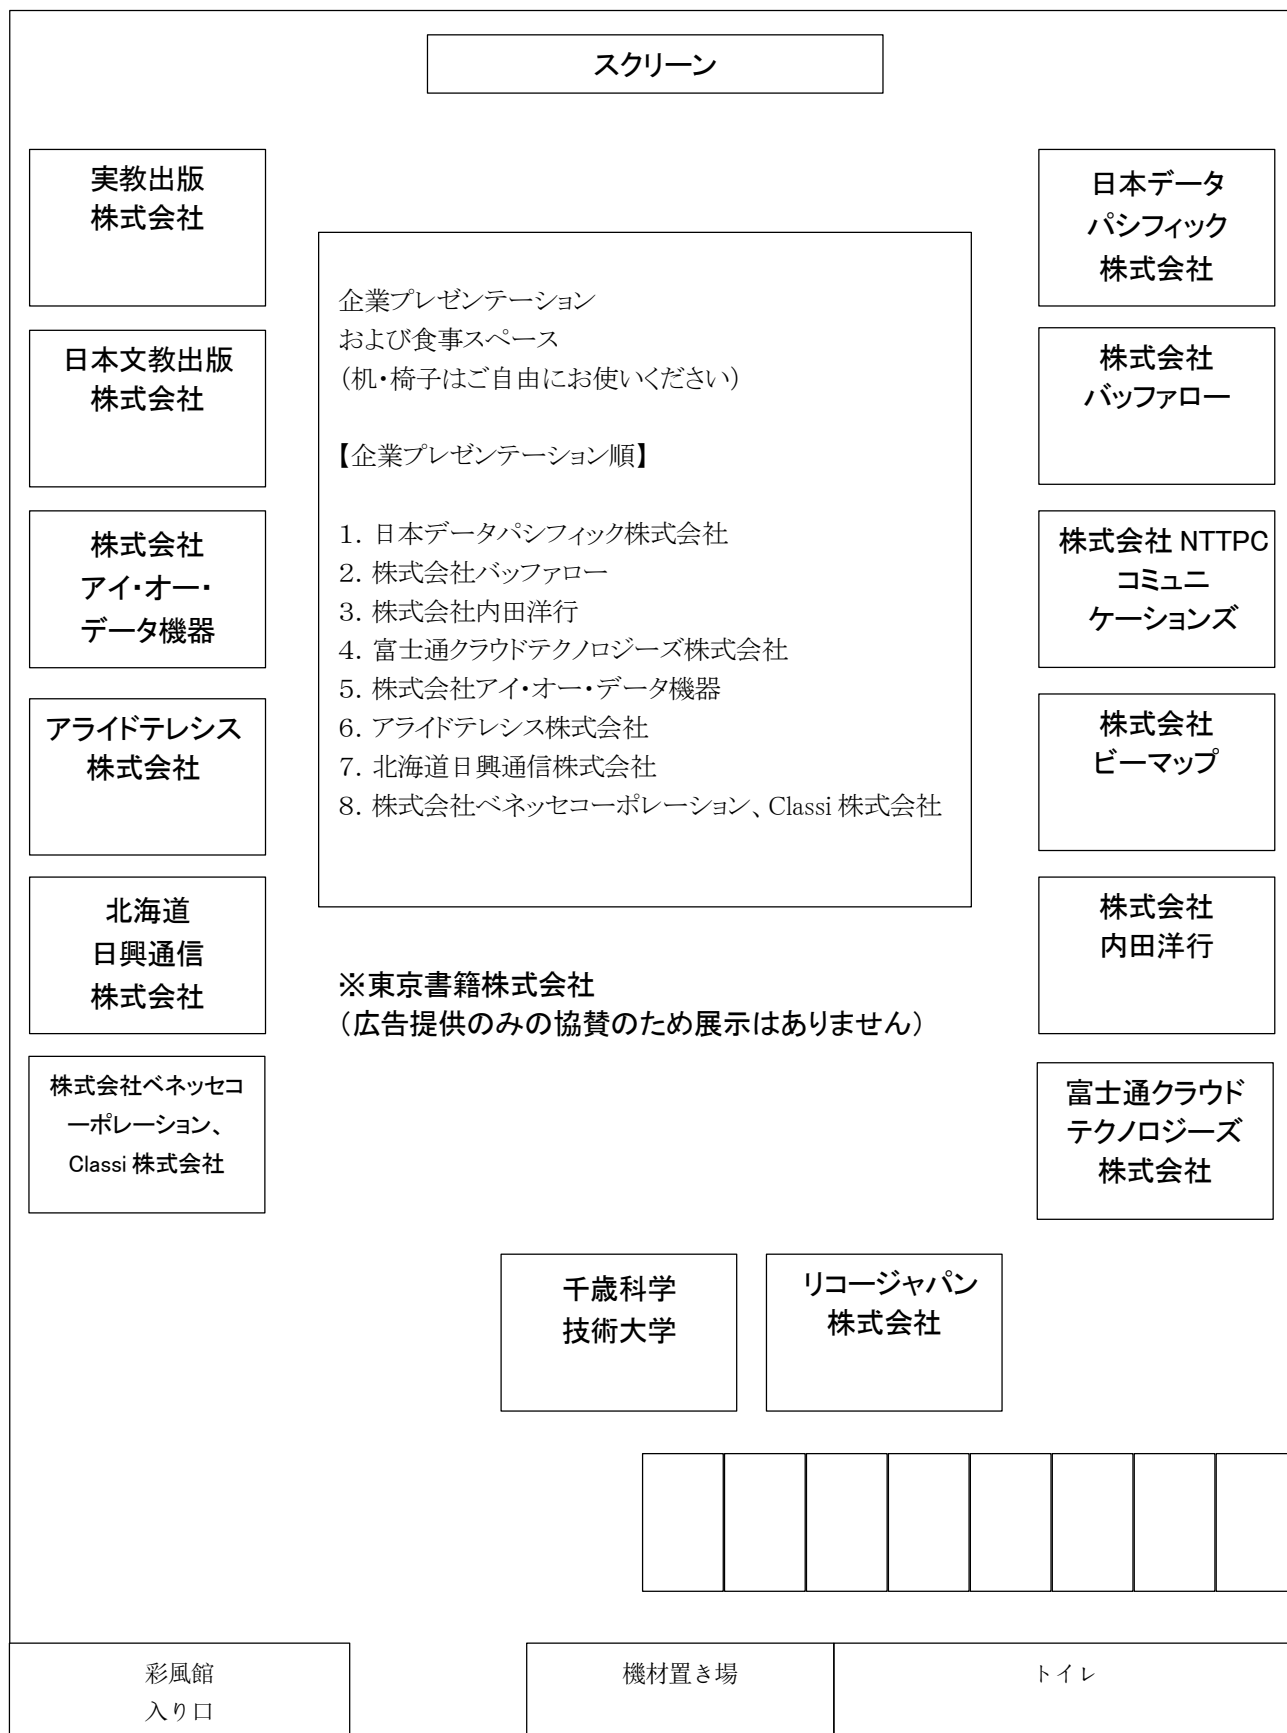 スクリーン
実教出版
株式会社
日本文教出版
株式会社
株式会社
アイ・オー・
データ機器
アライドテレシス
株式会社
北海道
日興通信
株式会社
株式会社ベネッセコ
ーポレーション、
Classi 株式会社
企業プレゼンテーション
および食事スペース
（机・椅子はご自由にお使いください）
【企業プレゼンテーション順】
1．日本データパシフィック株式会社
2．株式会社バッファロー
3．株式会社内田洋行
4．富士通クラウドテクノロジーズ株式会社
5．株式会社アイ・オー・データ機器
6．アライドテレシス株式会社
7．北海道日興通信株式会社
8．株式会社ベネッセコーポレーション、Classi 株式会社
※東京書籍株式会社
（広告提供のみの協賛のため展示はありません）
日本データ
パシフィック
株式会社
株式会社
バッファロー
株式会社 NTTPC
コミュニ
ケーションズ
株式会社
ビーマップ
株式会社
内田洋行
富士通クラウド
テクノロジーズ
株式会社
千歳科学
技術大学
リコージャパン
株式会社
彩風館
入り口
機材置き場
トイレ